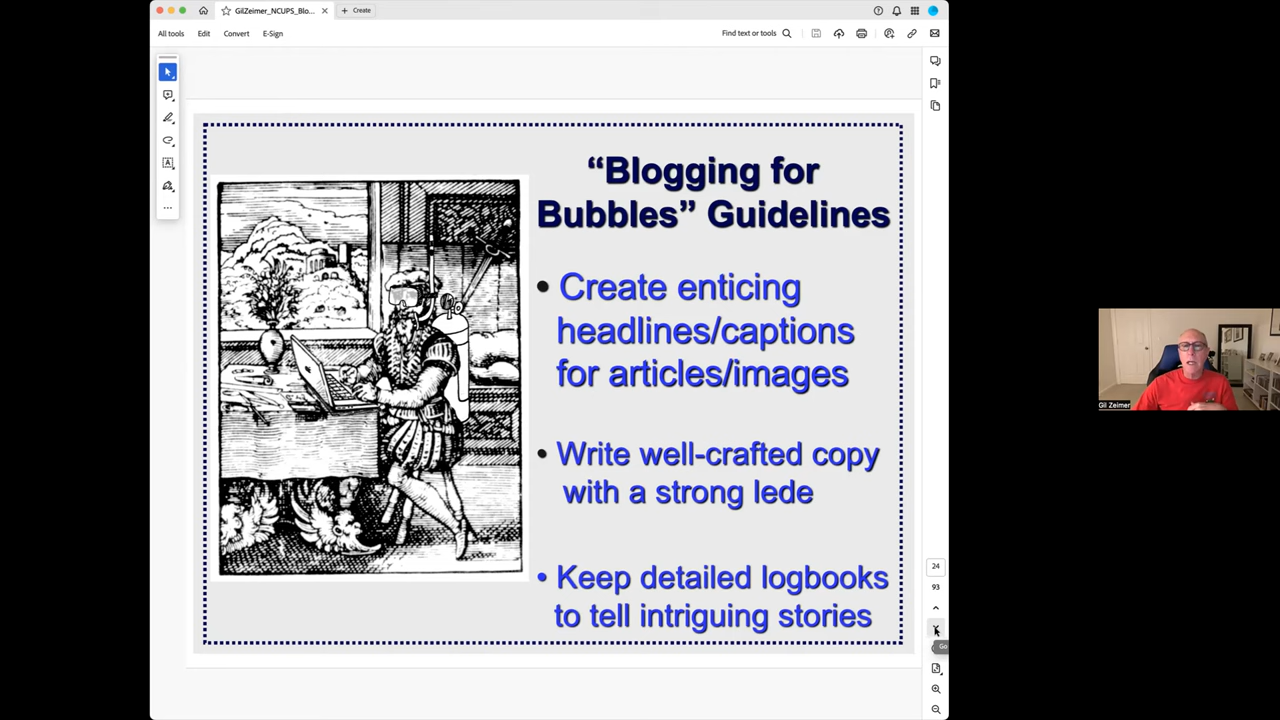 GilZeimer_NCUPS_Blo...
Create
All tools
Edit
Convert
E-Sign
Find text or tools
“Blogging for
Bubbles” Guidelines
• Create enticing
headlines/captions
for articles/images
• Write well-crafted copy
with a strong lede
• Keep detailed logbooks
to tell intriguing stories
24
93
Go
Gil Zeimer